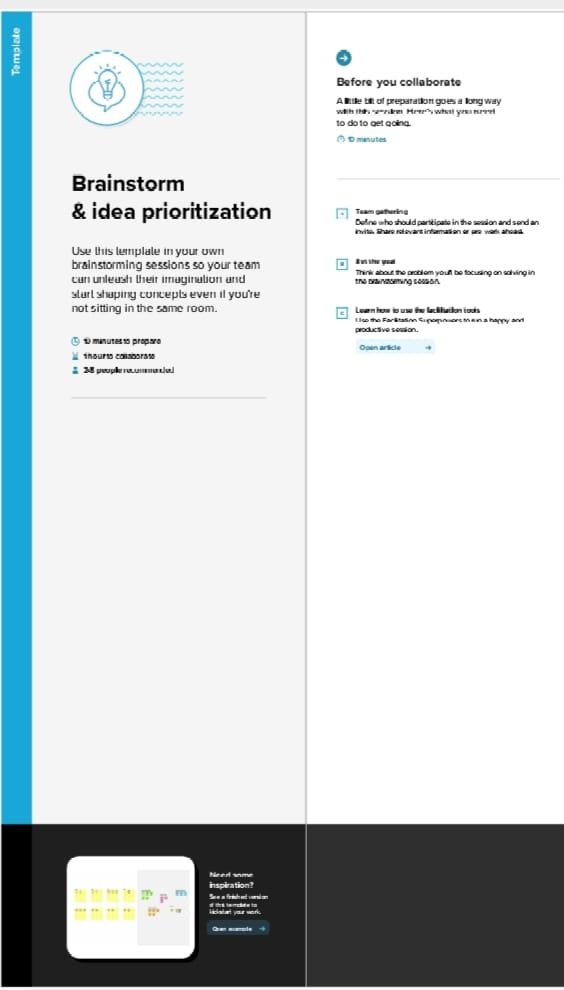 Template
Brainstorm
& idea prioritization
Use this template in your own
brainstorming sessions so your team
can unleash their imagination and
start shaping concepts even if you're
not sitting in the same room.
10 minutes to prepare
1 hour to collaborate
2-8 people recommended
Before you collaborate
A little bit of preparation goes a long way
with this session. Here's what you need
to do to get going.
10 minutes
A
Team gathering
Define who should participate in the session and send an
invite. Share relevant information or pre-work ahead.
B
Set the goal
Think about the problem you'll be focusing on solving in
the brainstorming session.
C
Learn how to use the facilitation tools
Use the Facilitation Superpowers to run a happy and
productive session.
Open article
Need some
inspiration?
See a finished version
of this template to
kickstart your work.
Open example